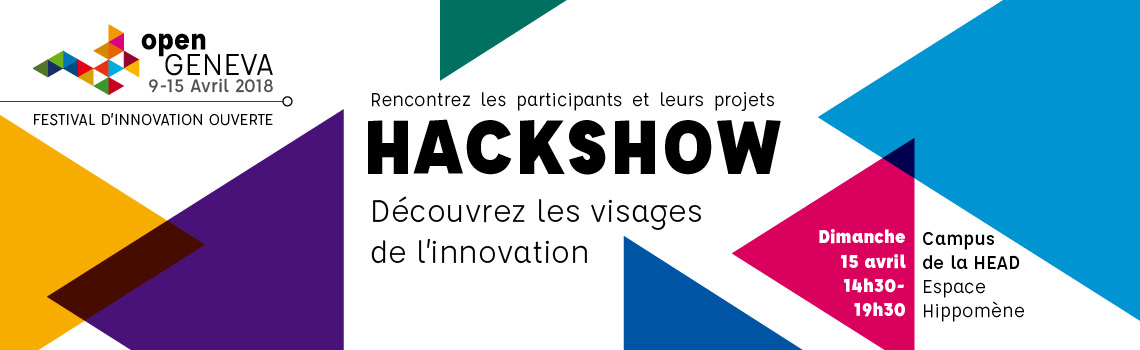 open
GENEVA
9-15 Avril 2018
FESTIVAL D'INNOVATION OUVERTE
Rencontrez les participants et leurs projets
HACKSHOW
Découvrez les visages
de l'innovation
Dimanche
15 avril
14h30-
19h30
Campus
de la HEAD
Espace
Hippomène